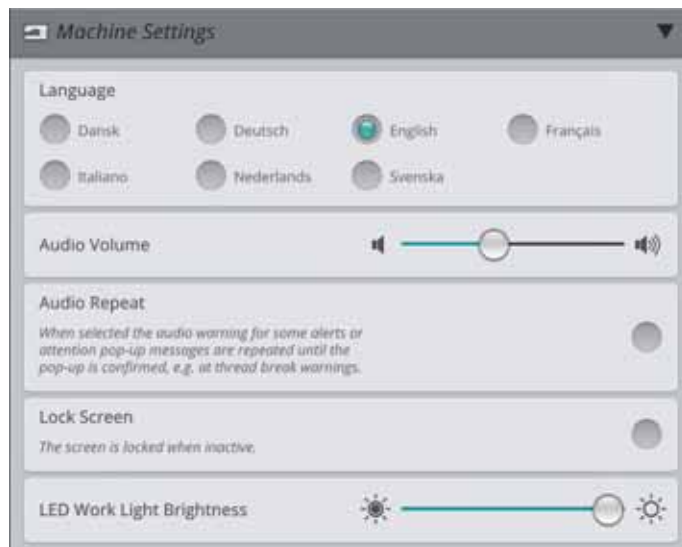 Machine Settings
Language
Dansk Deutsch English Français
Italiano Nederlands Svenska
Audio Volume
Audio Repeat
When selected the audio warning for some alerts or
attention pop-up messages are repeated until the
pop-up is confirmed, e.g. at thread break warnings.
Lock Screen
The screen is locked when inactive.
LED Work Light Brightness